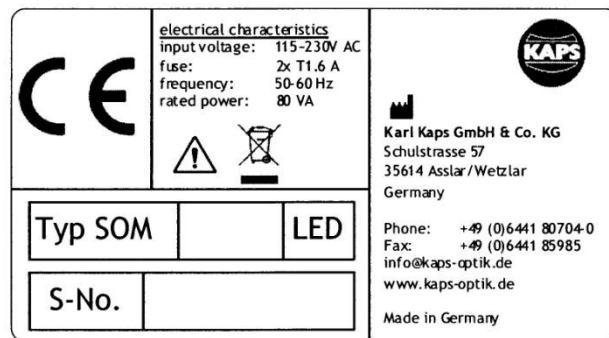 CE
electrical characteristics
input voltage: 115-230V AC
fuse: 2x T1.6 A
frequency: 50-60 Hz
rated power: 80 VA
Typ SOM LED
S-No.
KAPS
Karl Kaps GmbH & Co. KG
Schulstrasse 57
35614 Asslar/Wetzlar
Germany
Phone: +49 (0)6441 80704-0
Fax: +49 (0)6441 85985
info@kaps-optik.de
www.kaps-optik.de
Made in Germany